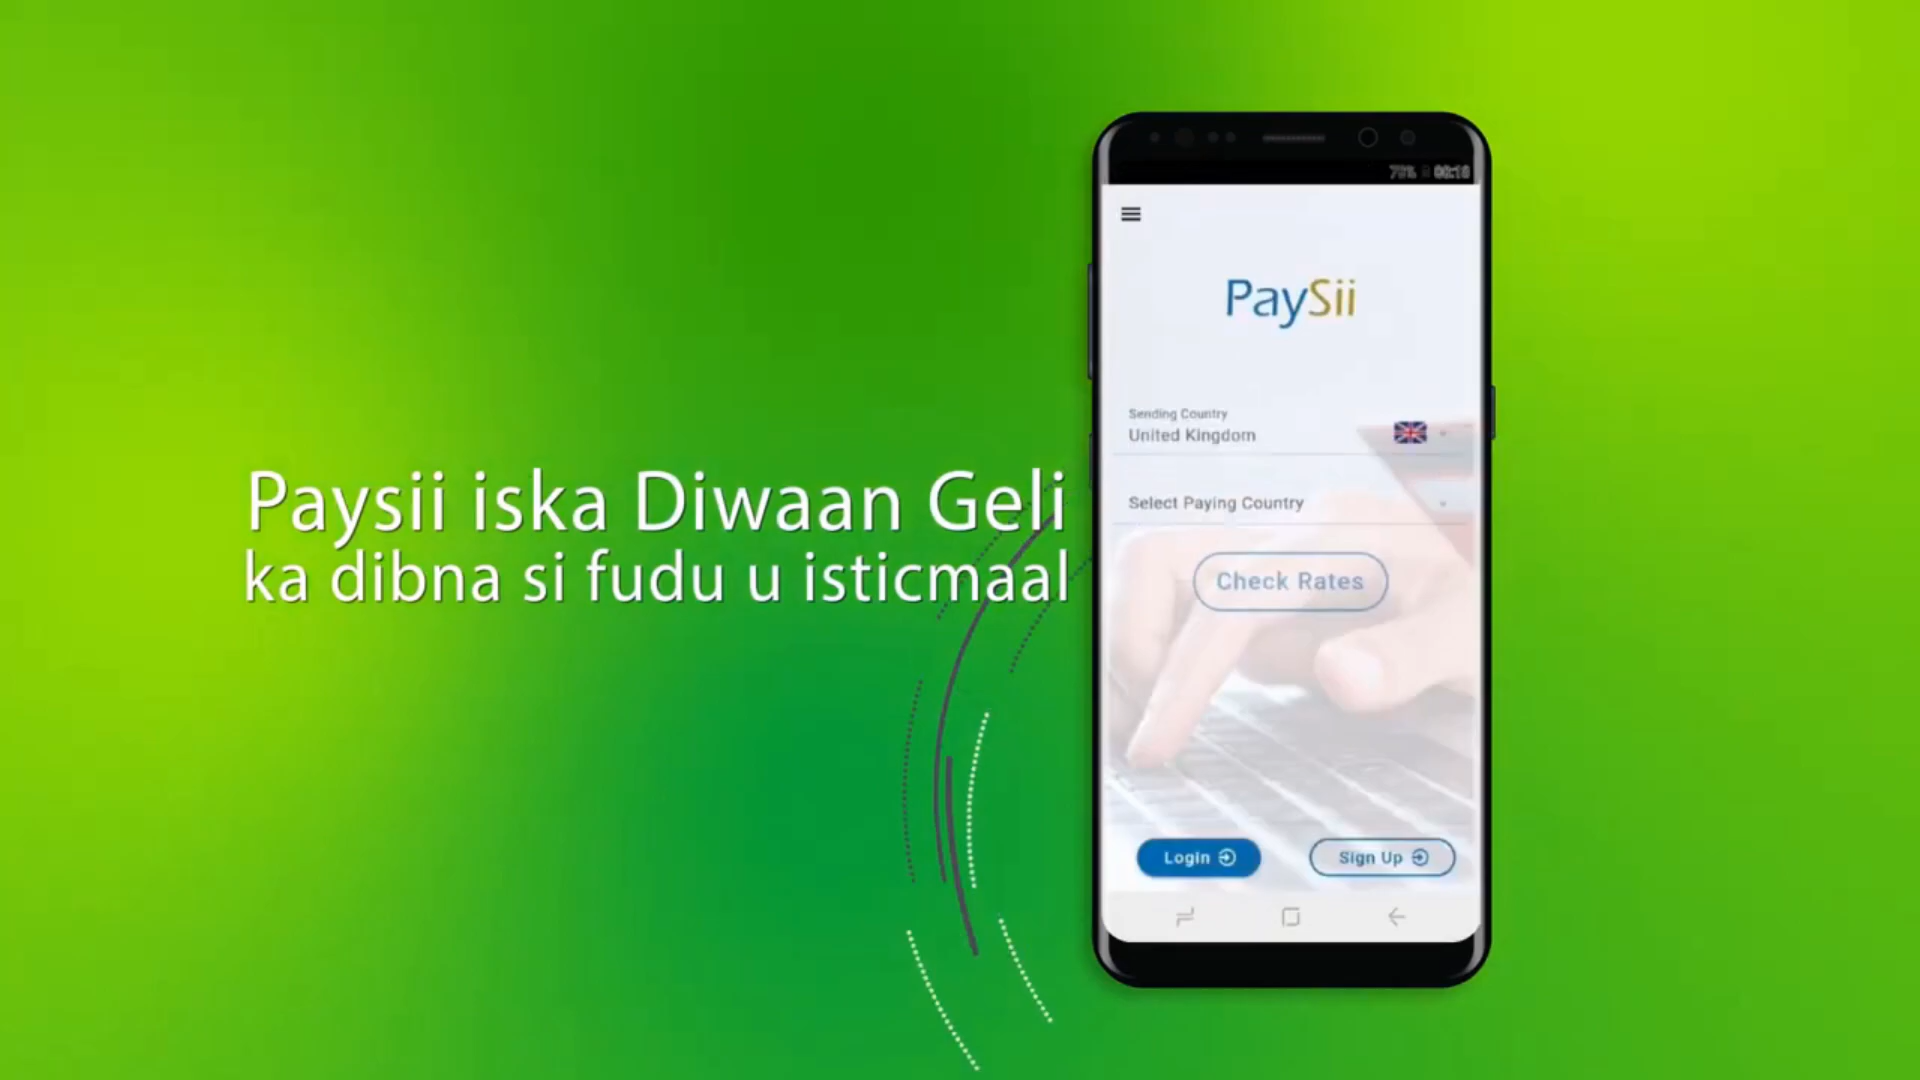 Paysii iska Diwaan Geli
ka dibna si fudu u isticmaal
PaySii
Sending Country
United Kingdom
Select Paying Country
Check Rates
Login
Sign Up